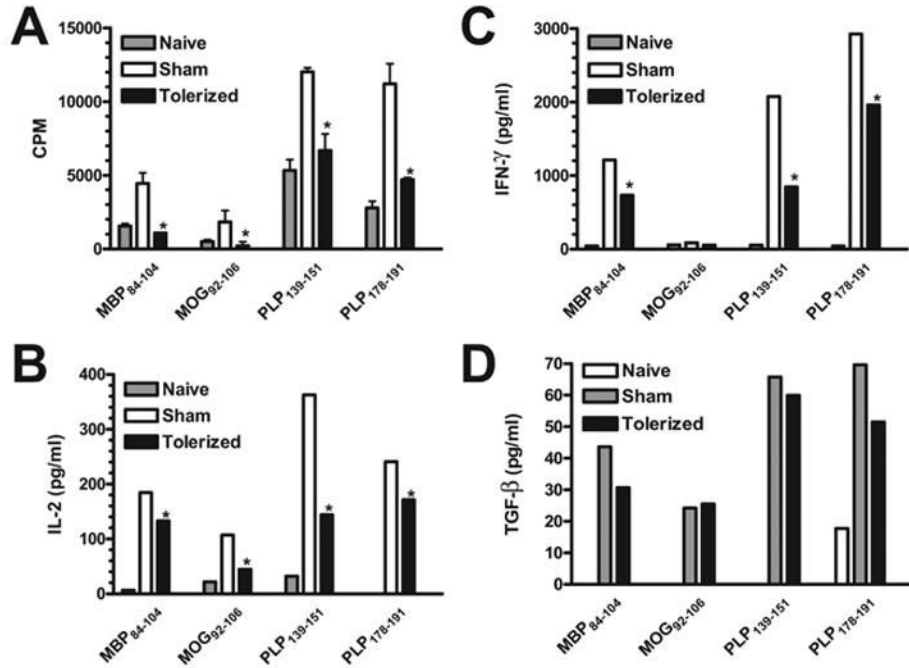 A
15000
10000
5000
0
CPM
Naive
Sham
Tolerized
*
*
*
*
MBP84-104
MOG92-106
PLP139-151
PLP178-191
C
3000
2000
1000
0
IFN-γ (pg/ml)
Naive
Sham
Tolerized
*
*
*
MBP84-104
MOG92-106
PLP139-151
PLP178-191
B
400
300
200
100
0
IL-2 (pg/ml)
Naive
Sham
Tolerized
*
*
*
*
MBP84-104
MOG92-106
PLP139-151
PLP178-191
D
70
60
50
40
30
20
10
0
TGF-β (pg/ml)
Naive
Sham
Tolerized
MBP84-104
MOG92-106
PLP139-151
PLP178-191